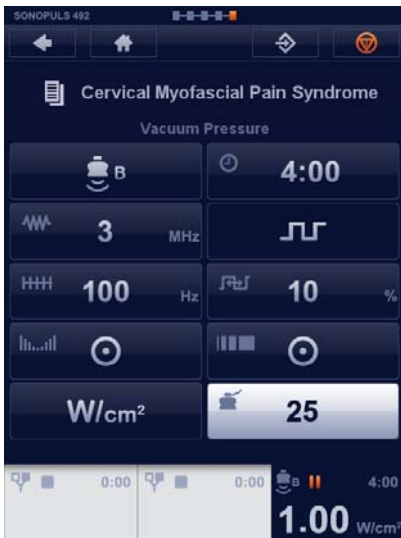 SONOPULS 492
Cervical Myofascial Pain Syndrome
Vacuum Pressure
B
4:00
3 MHz
100 Hz
10 %
W/cm²
25
0:00
0:00
B 4:00
1.00 W/cm²